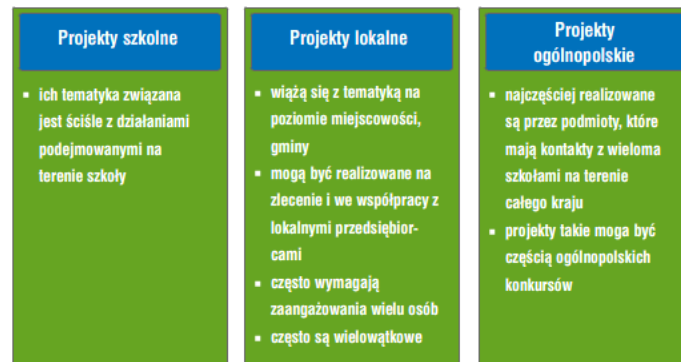 Projekty szkolne
▪ ich tematyka związana
jest ściśle z działaniami
podejmowanymi na
terenie szkoły
Projekty lokalne
▪ wiążą się z tematyką na
poziomie miejscowości,
gminy
▪ mogą być realizowane na
zlecenie i we współpracy z
lokalnymi przedsiębior-
cami
▪ często wymagają
zaangażowania wielu osób
▪ często są wielowątkowe
Projekty
ogólnopolskie
▪ najczęściej realizowane
są przez podmioty, które
mają kontakty z wieloma
szkołami na terenie
całego kraju
▪ projekty takie moga być
częścią ogólnopolskich
konkursów